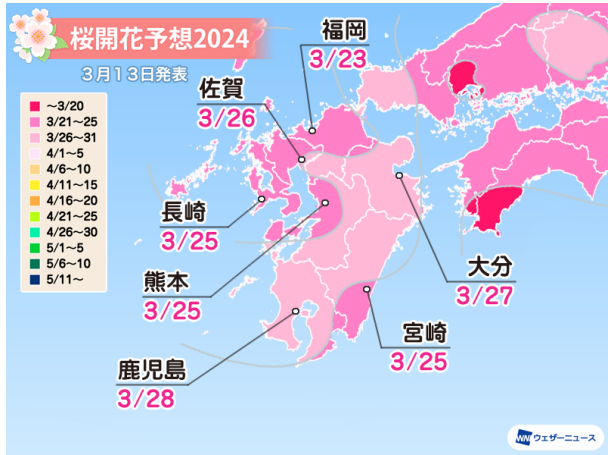 桜開花予想2024
3月13日発表
～3/20
3/21～25
3/26～31
4/1～5
4/6～10
4/11～15
4/16～20
4/21～25
4/26～30
5/1～5
5/6～10
5/11～
福岡
3/23
佐賀
3/26
長崎
3/25
熊本
3/25
鹿児島
3/28
大分
3/27
宮崎
3/25
WNI ウェザーニュース